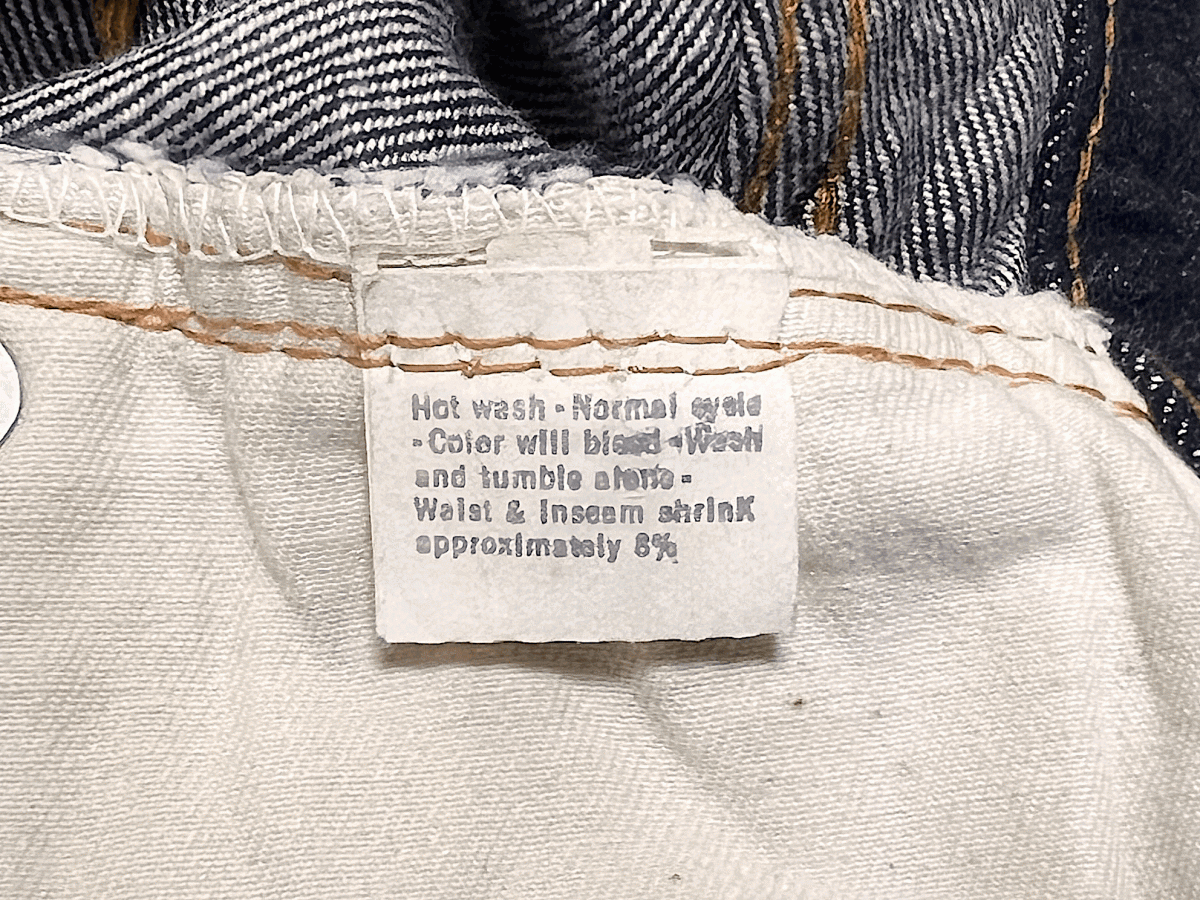 Hot wash - Normal cycle
- Color will bleed - Wash
and tumble alone -
Waist & Inseam shrink
approximately 8%